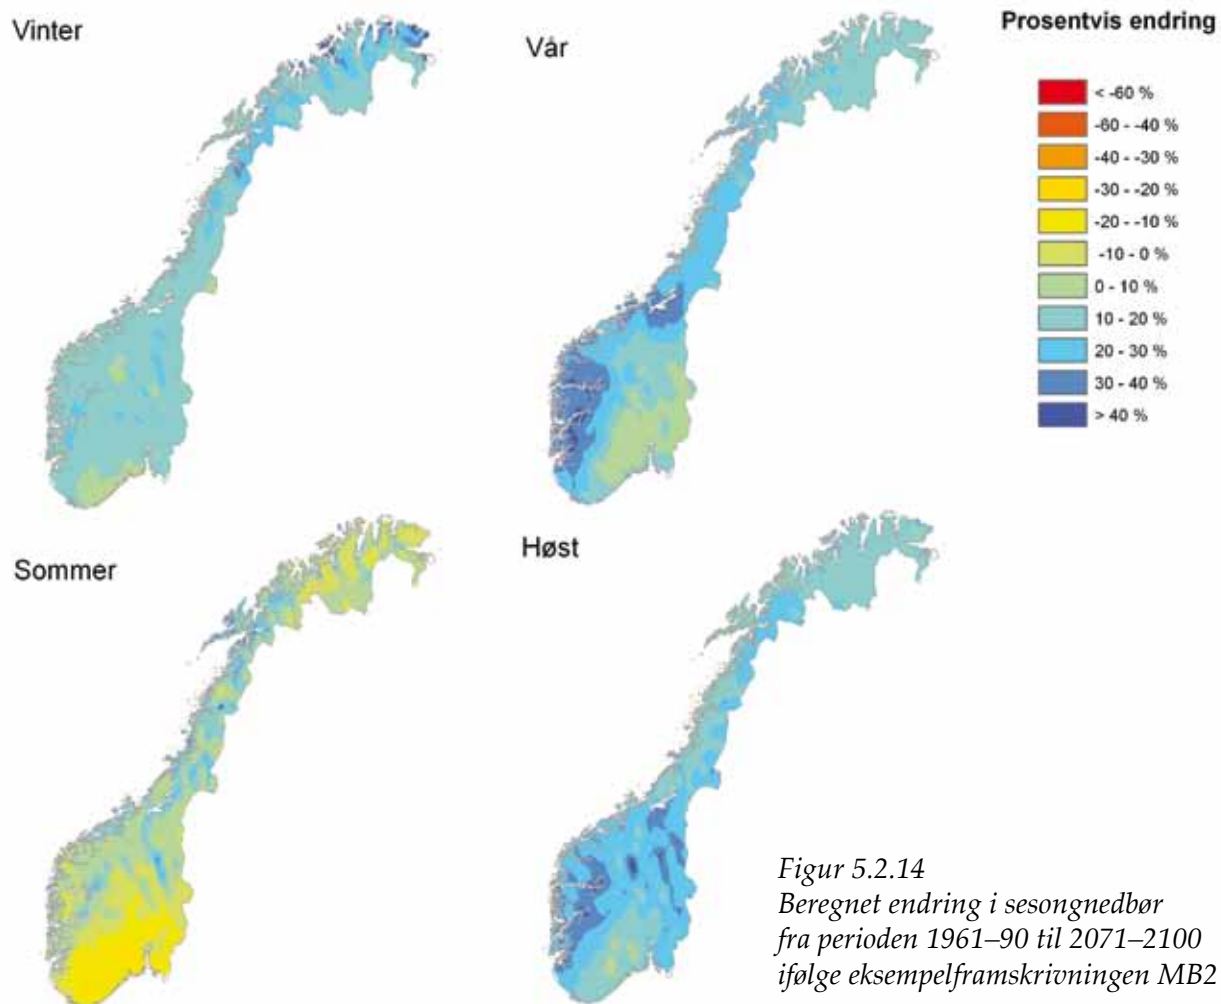 Vinter
Vår
Prosentvis endring
< -60 %
-60 - -40 %
-40 - -30 %
-30 - -20 %
-20 - -10 %
-10 - 0 %
0 - 10 %
10 - 20 %
20 - 30 %
30 - 40 %
> 40 %
Sommer
Høst
Figur 5.2.14
Beregnet endring i sesongnedbør
fra perioden 1961–90 til 2071–2100
ifølge eksempelframskrivningen MB2